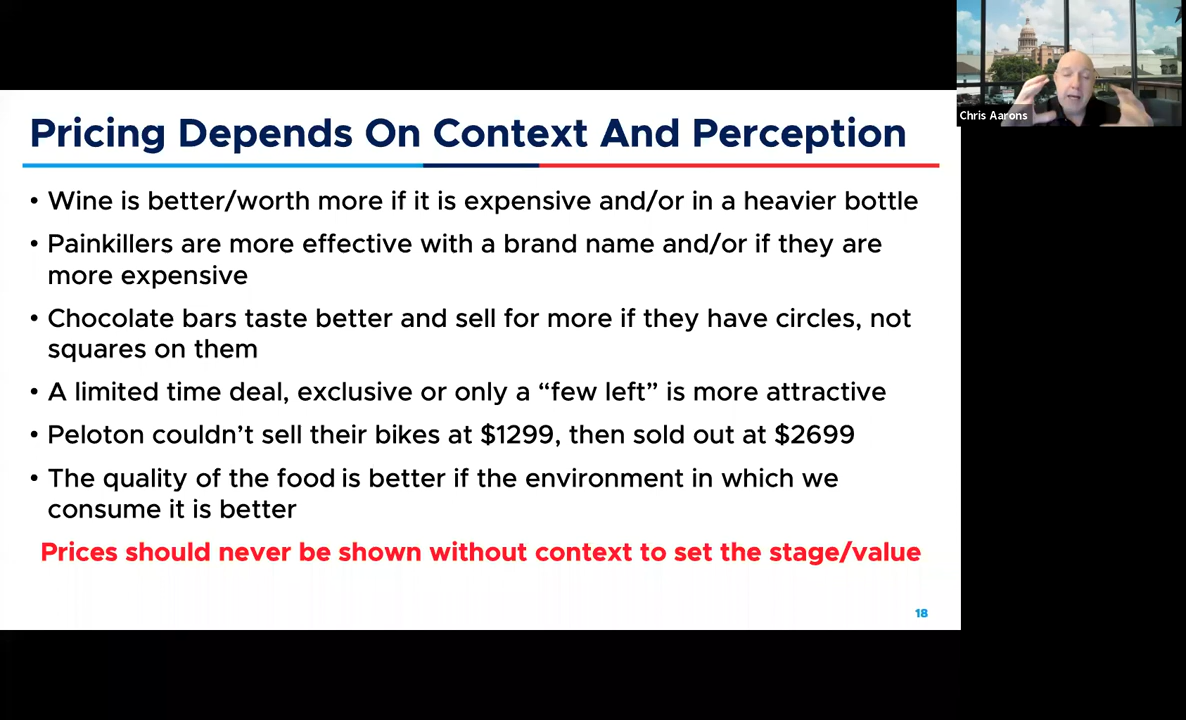 Chris Aarons
Pricing Depends On Context And Perception
• Wine is better/worth more if it is expensive and/or in a heavier bottle
• Painkillers are more effective with a brand name and/or if they are
more expensive
• Chocolate bars taste better and sell for more if they have circles, not
squares on them
• A limited time deal, exclusive or only a “few left” is more attractive
• Peloton couldn’t sell their bikes at $1299, then sold out at $2699
• The quality of the food is better if the environment in which we
consume it is better
Prices should never be shown without context to set the stage/value
18